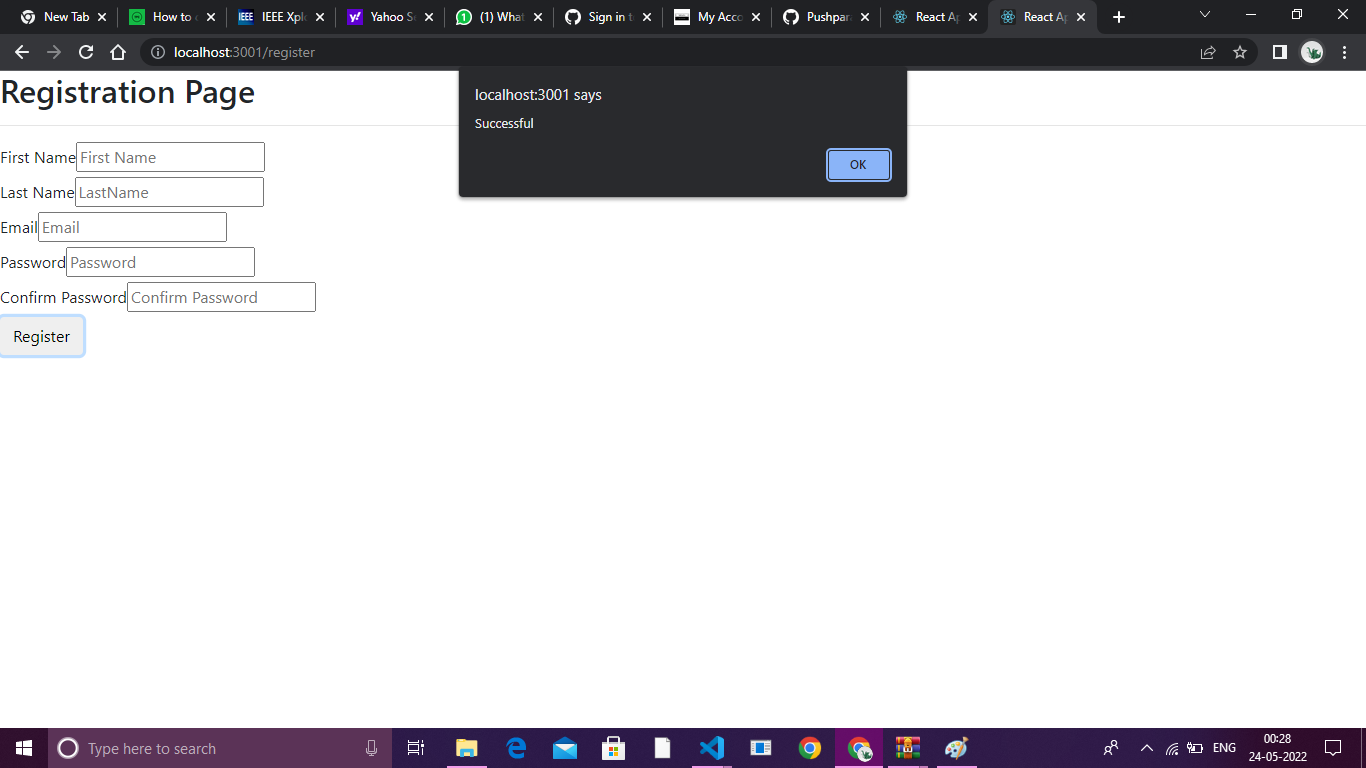 New Tab
How to c
IEEE
IEEE Xpl
Yahoo Se
(1) What
Sign in t
My Acco
Pushpar
React Ap
React Ap
localhost:3001/register
Registration Page
localhost:3001 says
Successful
OK
First Name First Name
Last Name LastName
Email Email
Password Password
Confirm Password Confirm Password
Register
Type here to search
ENG
00:28
24-05-2022